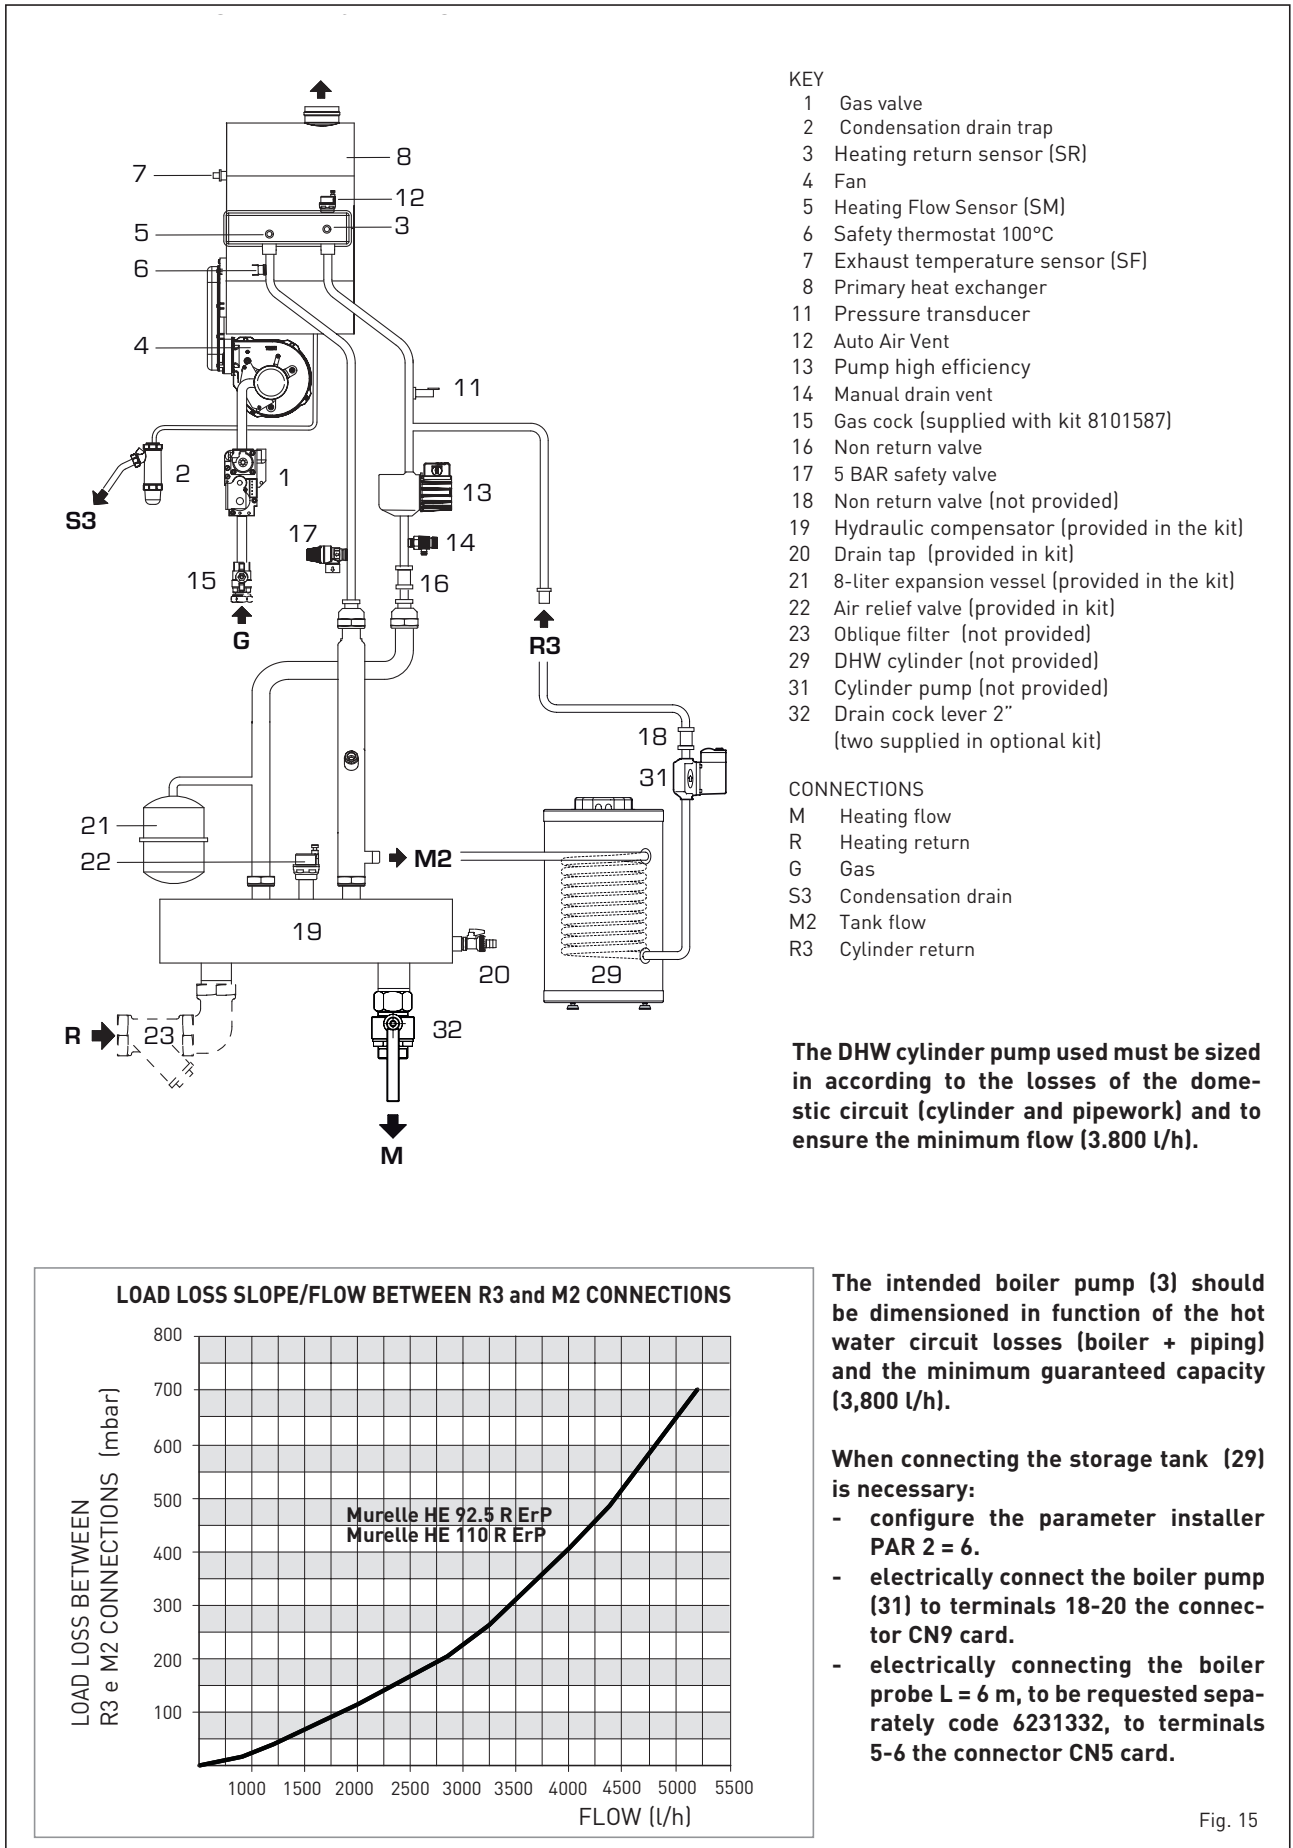 8
7
12
5
3
6
4
11
2
1
S3
13
17
14
15
16
G
R3
18
31
21
22
M2
19
20
29
R
23
32
M
KEY
1 Gas valve
2 Condensation drain trap
3 Heating return sensor (SR)
4 Fan
5 Heating Flow Sensor (SM)
6 Safety thermostat 100°C
7 Exhaust temperature sensor (SF)
8 Primary heat exchanger
11 Pressure transducer
12 Auto Air Vent
13 Pump high efficiency
14 Manual drain vent
15 Gas cock (supplied with kit 8101587)
16 Non return valve
17 5 BAR safety valve
18 Non return valve (not provided)
19 Hydraulic compensator (provided in the kit)
20 Drain tap (provided in kit)
21 8-liter expansion vessel (provided in the kit)
22 Air relief valve (provided in kit)
23 Oblique filter (not provided)
29 DHW cylinder (not provided)
31 Cylinder pump (not provided)
32 Drain cock lever 2”
(two supplied in optional kit)
CONNECTIONS
M Heating flow
R Heating return
G Gas
S3 Condensation drain
M2 Tank flow
R3 Cylinder return
The DHW cylinder pump used must be sized
in according to the losses of the dome-
stic circuit (cylinder and pipework) and to
ensure the minimum flow (3.800 l/h).
LOAD LOSS SLOPE/FLOW BETWEEN R3 and M2 CONNECTIONS
LOAD LOSS BETWEEN
R3 e M2 CONNECTIONS (mbar)
800
700
600
500
400
300
200
100
Murelle HE 92.5 R ErP
Murelle HE 110 R ErP
1000 1500 2000 2500 3000 3500 4000 4500 5000 5500
FLOW (l/h)
The intended boiler pump (3) should
be dimensioned in function of the hot
water circuit losses (boiler + piping)
and the minimum guaranteed capacity
(3,800 l/h).
When connecting the storage tank (29)
is necessary:
- configure the parameter installer
PAR 2 = 6.
- electrically connect the boiler pump
(31) to terminals 18-20 the connec-
tor CN9 card.
- electrically connecting the boiler
probe L = 6 m, to be requested sepa-
rately code 6231332, to terminals
5-6 the connector CN5 card.
Fig. 15